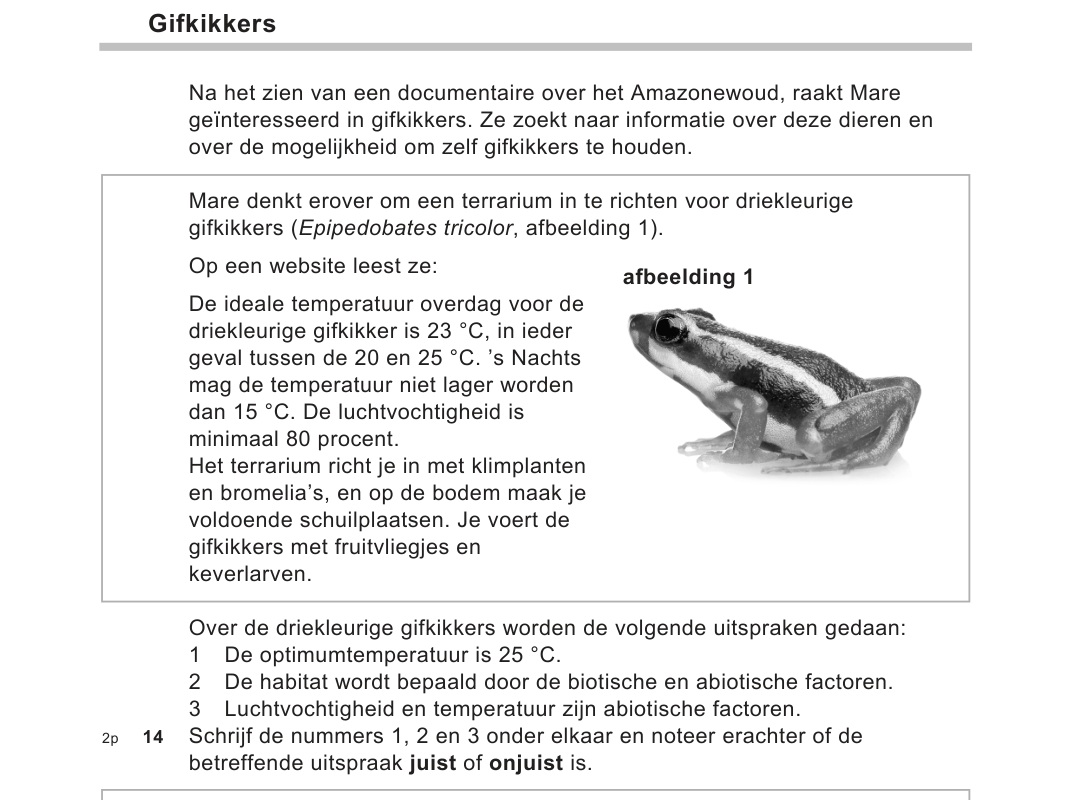 Gifkikkers
Na het zien van een documentaire over het Amazonewoud, raakt Mare
geïnteresseerd in gifkikkers. Ze zoekt naar informatie over deze dieren en
over de mogelijkheid om zelf gifkikkers te houden.
Mare denkt erover om een terrarium in te richten voor driekleurige
gifkikkers (Epipedobates tricolor, afbeelding 1).
Op een website leest ze:
De ideale temperatuur overdag voor de
driekleurige gifkikker is 23 °C, in ieder
geval tussen de 20 en 25 °C. ’s Nachts
mag de temperatuur niet lager worden
dan 15 °C. De luchtvochtigheid is
minimaal 80 procent.
Het terrarium richt je in met klimplanten
en bromelia’s, en op de bodem maak je
voldoende schuilplaatsen. Je voert de
gifkikkers met fruitvliegjes en
keverlarven.
afbeelding 1
Over de driekleurige gifkikkers worden de volgende uitspraken gedaan:
1 De optimumtemperatuur is 25 °C.
2 De habitat wordt bepaald door de biotische en abiotische factoren.
3 Luchtvochtigheid en temperatuur zijn abiotische factoren.
2p 14 Schrijf de nummers 1, 2 en 3 onder elkaar en noteer erachter of de
betreffende uitspraak juist of onjuist is.